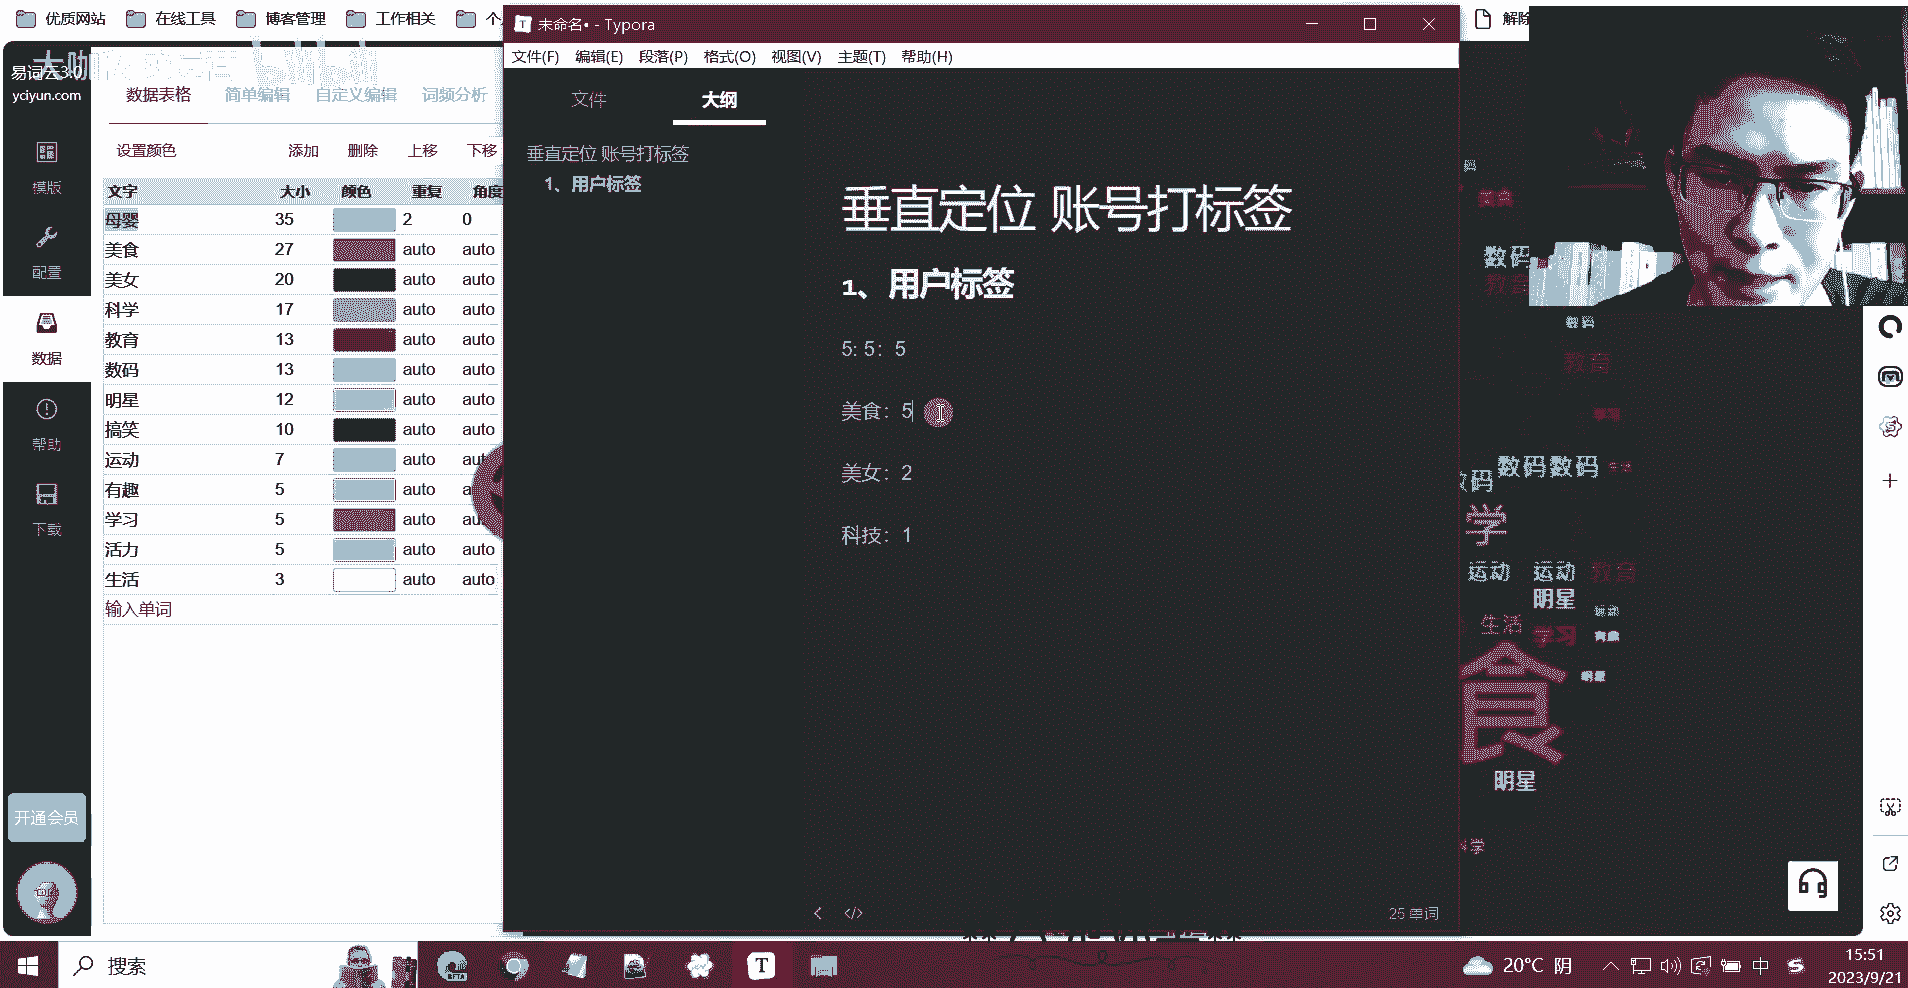 优质网站
在线工具
博客管理
工作相关
易词云3.0
yciyun.com
模版
配置
数据
帮助
下载
开通会员
数据表格
简单编辑
自定义编辑
词频分析
设置颜色
添加
删除
上移
下移
文字 大小 颜色 重复 角度
母婴 35 2 0
美食 27 auto auto
美女 20 auto auto
科学 17 auto auto
教育 13 auto auto
数码 13 auto auto
明星 12 auto auto
搞笑 10 auto auto
运动 7 auto auto
有趣 5 auto
学习 5 auto
活力 5 auto auto
生活 3 auto auto
输入单词
未命名• - Typora
文件(F) 编辑(E) 段落(P) 格式(O) 视图(V) 主题(T) 帮助(H)
文件 大纲
垂直定位 账号打标签
1、用户标签
垂直定位 账号打标签
1、用户标签
5: 5：5
美食：5
美女：2
科技：1
25 单词
解除
数码
教育
数码
教育
数码数码
学
运动 运动 教育
明星
生活 学习
食
明星
明星
搜索
20°C 阴
中
15:51
2023/9/21